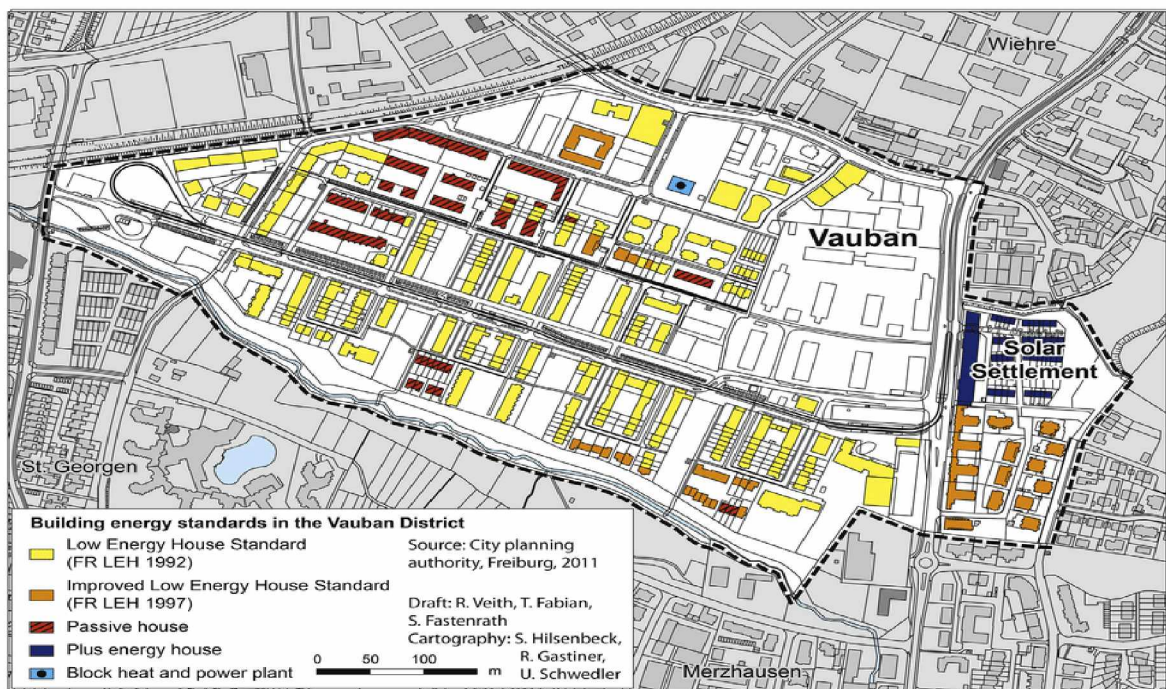 Wiehre
Vauban
Solar
Settlement
St. Georgen
Merzhausen
Building energy standards in the Vauban District
Low Energy House Standard
(FR LEH 1992)
Improved Low Energy House Standard
(FR LEH 1997)
Passive house
Plus energy house
Block heat and power plant
Source: City planning
authority, Freiburg, 2011
Draft: R. Veith, T. Fabian,
S. Fastenrath
Cartography: S. Hilsenbeck,
R. Gastiner,
U. Schwedler
0 50 100 m